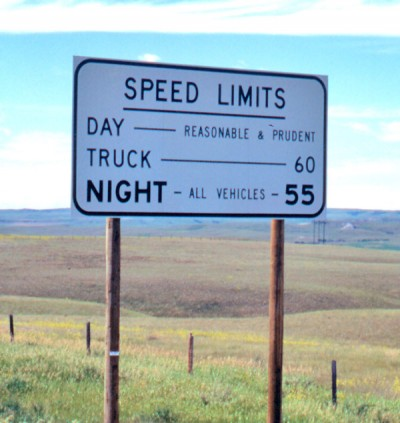 SPEED LIMITS
DAY — REASONABLE & PRUDENT
TRUCK — 60
NIGHT - ALL VEHICLES - 55